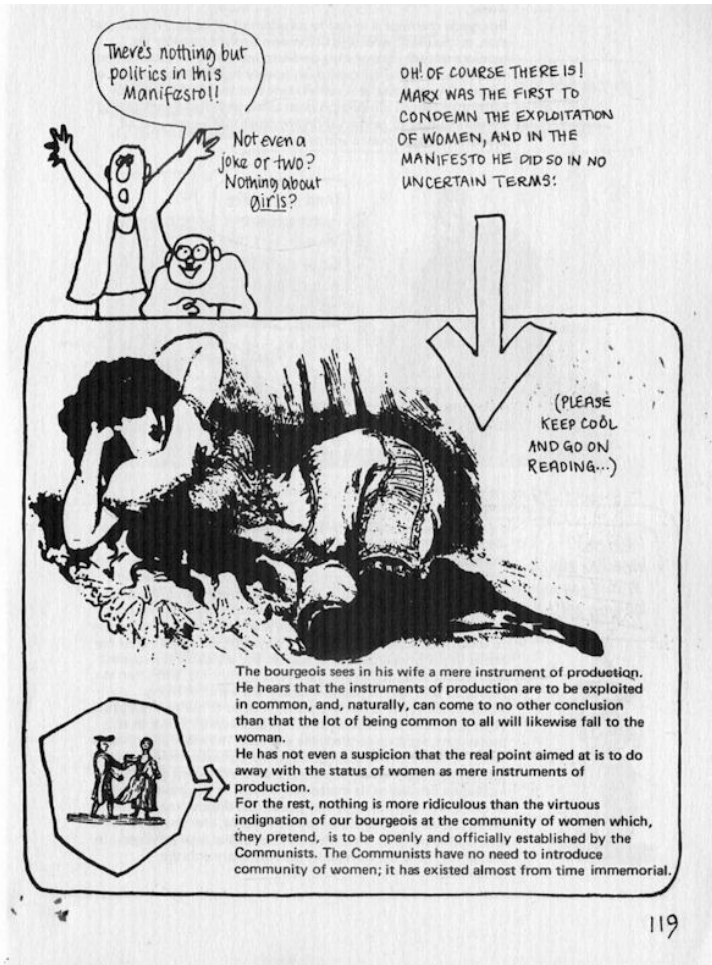 There's nothing but
politics in this
Manifesto!!
Not even a
joke or two?
Nothing about
girls?
OH! OF COURSE THERE IS!
MARX WAS THE FIRST TO
CONDEMN THE EXPLOITATION
OF WOMEN, AND IN THE
MANIFESTO HE DID SO IN NO
UNCERTAIN TERMS:
(PLEASE
KEEP COOL
AND GO ON
READING...)
The bourgeois sees in his wife a mere instrument of production.
He hears that the instruments of production are to be exploited
in common, and, naturally, can come to no other conclusion
than that the lot of being common to all will likewise fall to the
woman.
He has not even a suspicion that the real point aimed at is to do
away with the status of women as mere instruments of
production.
For the rest, nothing is more ridiculous than the virtuous
indignation of our bourgeois at the community of women which,
they pretend, is to be openly and officially established by the
Communists. The Communists have no need to introduce
community of women; it has existed almost from time immemorial.
119